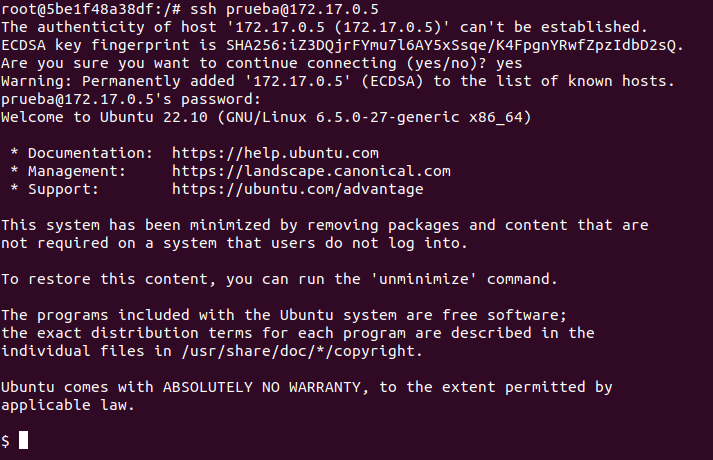 root@5be1f48a38df:/# ssh prueba@172.17.0.5
The authenticity of host '172.17.0.5 (172.17.0.5)' can't be established.
ECDSA key fingerprint is SHA256:iZ3DQjrFYmu7l6AY5xSsqe/K4FpgnYRwfZpzIdbD2sQ.
Are you sure you want to continue connecting (yes/no)? yes
Warning: Permanently added '172.17.0.5' (ECDSA) to the list of known hosts.
prueba@172.17.0.5's password:
Welcome to Ubuntu 22.10 (GNU/Linux 6.5.0-27-generic x86_64)

 * Documentation:  https://help.ubuntu.com
 * Management:     https://landscape.canonical.com
 * Support:        https://ubuntu.com/advantage

This system has been minimized by removing packages and content that are
not required on a system that users do not log into.

To restore this content, you can run the 'unminimize' command.

The programs included with the Ubuntu system are free software;
the exact distribution terms for each program are described in the
individual files in /usr/share/doc/*/copyright.

Ubuntu comes with ABSOLUTELY NO WARRANTY, to the extent permitted by
applicable law.

$